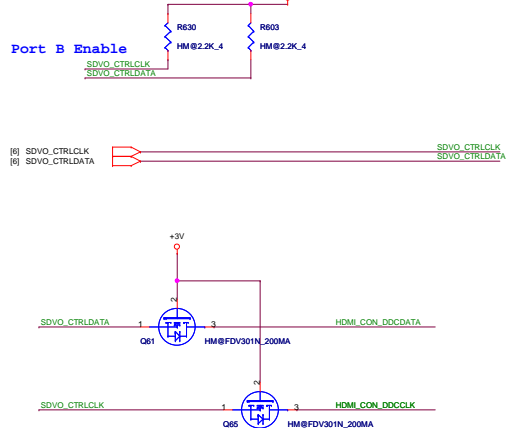 R630 R603
Port B Enable
HM@2.2K_4 HM@2.2K_4
SDVO_CTRLCLK
SDVO_CTRLDATA
[6] SDVO_CTRLCLK SDVO_CTRLCLK
[6] SDVO_CTRLDATA SDVO_CTRLDATA
+3V
2
SDVO_CTRLDATA 1 3 HDMI_CON_DDCDATA
Q61 HM@FDV301N_200MA
2
SDVO_CTRLCLK 1 3 HDMI_CON_DDCCLK
Q65 HM@FDV301N_200MA